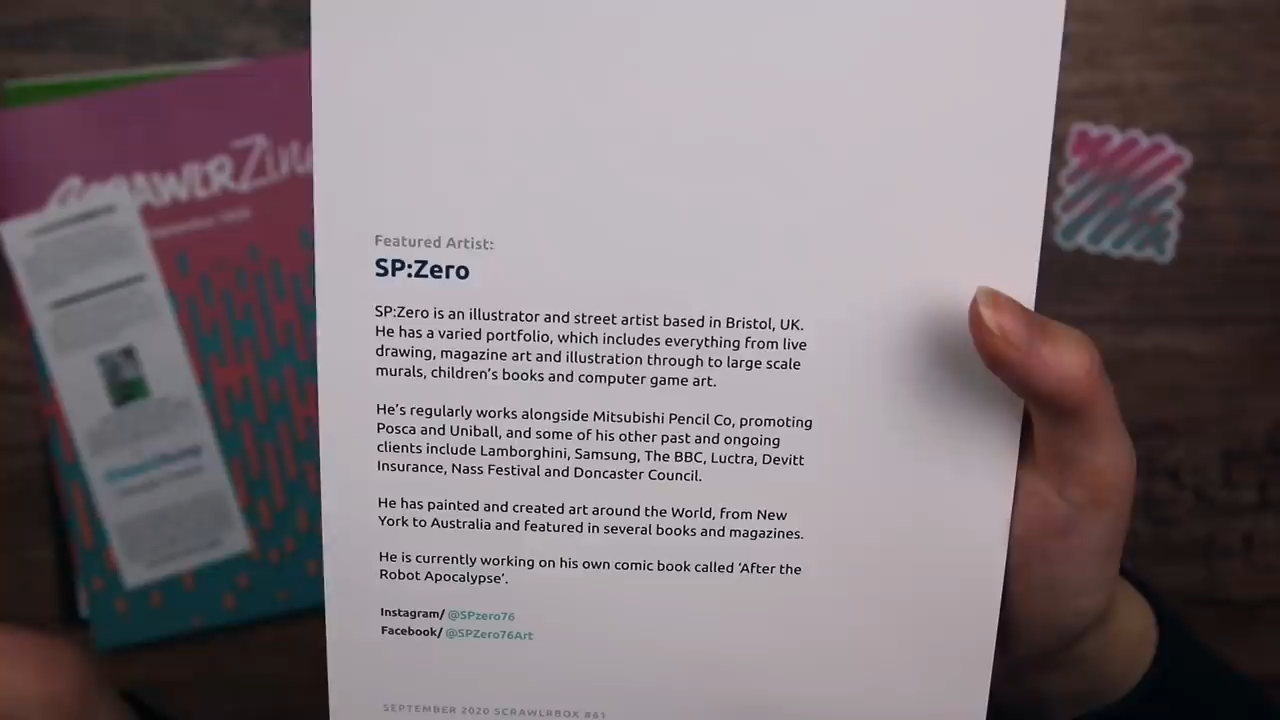 SCRAWLRZine
Featured Artist:
SP:Zero
SP:Zero is an illustrator and street artist based in Bristol, UK.
He has a varied portfolio, which includes everything from live
drawing, magazine art and illustration through to large scale
murals, children's books and computer game art.
He's regularly works alongside Mitsubishi Pencil Co, promoting
Posca and Uniball, and some of his other past and ongoing
clients include Lamborghini, Samsung, The BBC, Luctra, Devitt
Insurance, Nass Festival and Doncaster Council.
He has painted and created art around the World, from New
York to Australia and featured in several books and magazines.
He is currently working on his own comic book called ‘After the
Robot Apocalypse’.
Instagram/ @SPzero76
Facebook/ @SPZero76Art
SEPTEMBER 2020 SCRAWLRBOX #61